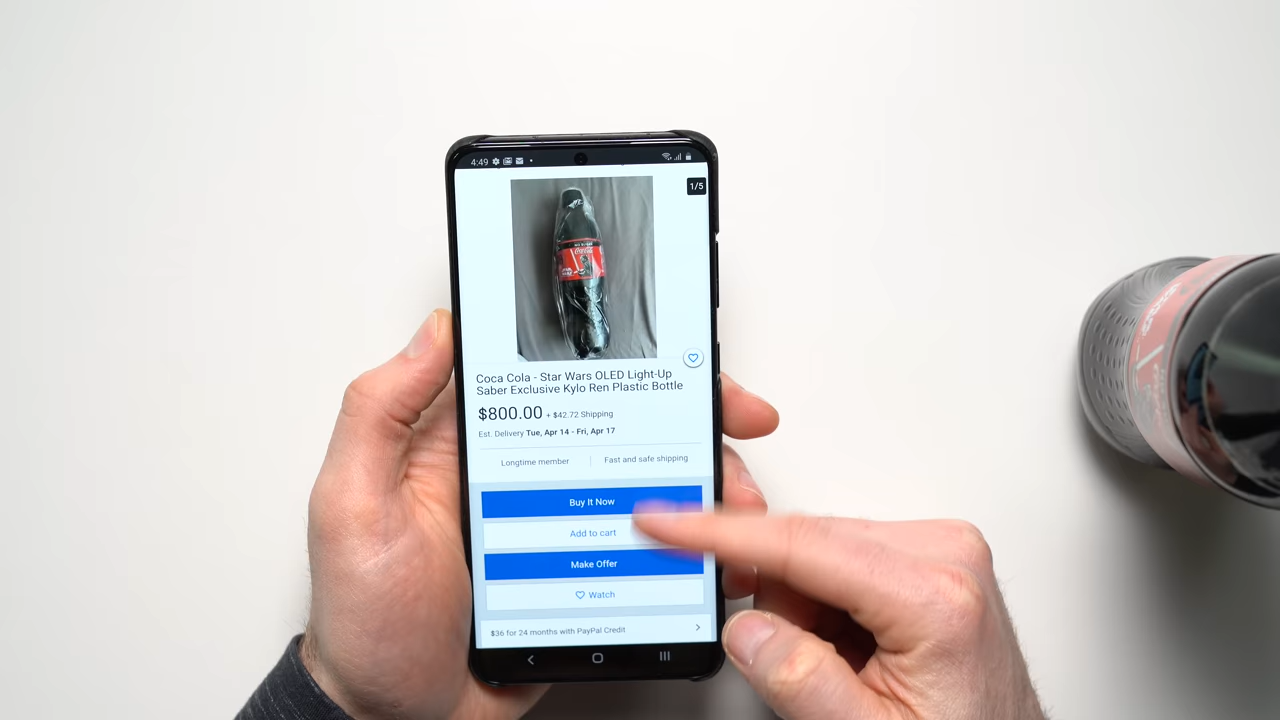 4:49
1/5
Coca Cola - Star Wars OLED Light-Up
Saber Exclusive Kylo Ren Plastic Bottle
$800.00 + $42.72 Shipping
Est. Delivery Tue, Apr 14 - Fri, Apr 17
Longtime member | Fast and safe shipping
Buy It Now
Add to cart
Make Offer
Watch
$36 for 24 months with PayPal Credit